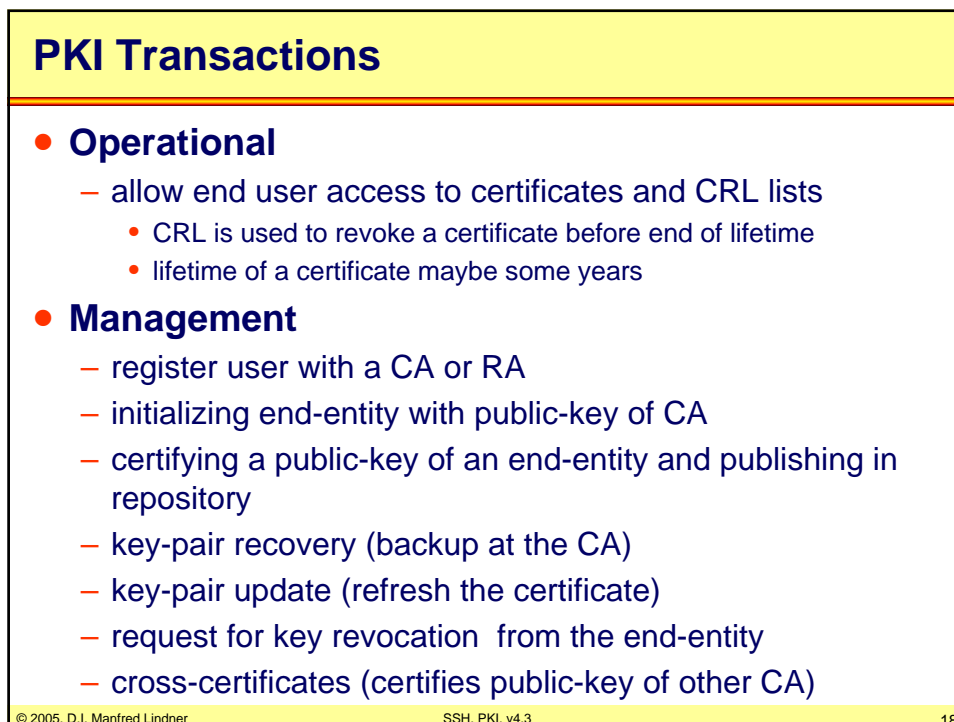 PKI Transactions
• Operational
– allow end user access to certificates and CRL lists
• CRL is used to revoke a certificate before end of lifetime
• lifetime of a certificate maybe some years
• Management
– register user with a CA or RA
– initializing end-entity with public-key of CA
– certifying a public-key of an end-entity and publishing in
repository
– key-pair recovery (backup at the CA)
– key-pair update (refresh the certificate)
– request for key revocation  from the end-entity
– cross-certificates (certifies public-key of other CA)
© 2005, D.I. Manfred Lindner SSH, PKI, v4.3 18